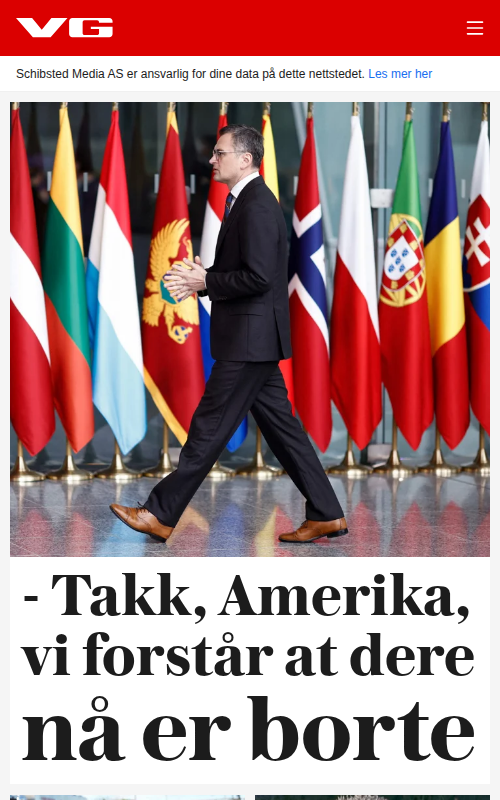 VG
Schibsted Media AS er ansvarlig for dine data på dette nettstedet. Les mer her
- Takk, Amerika,
vi forstår at dere
nå er borte